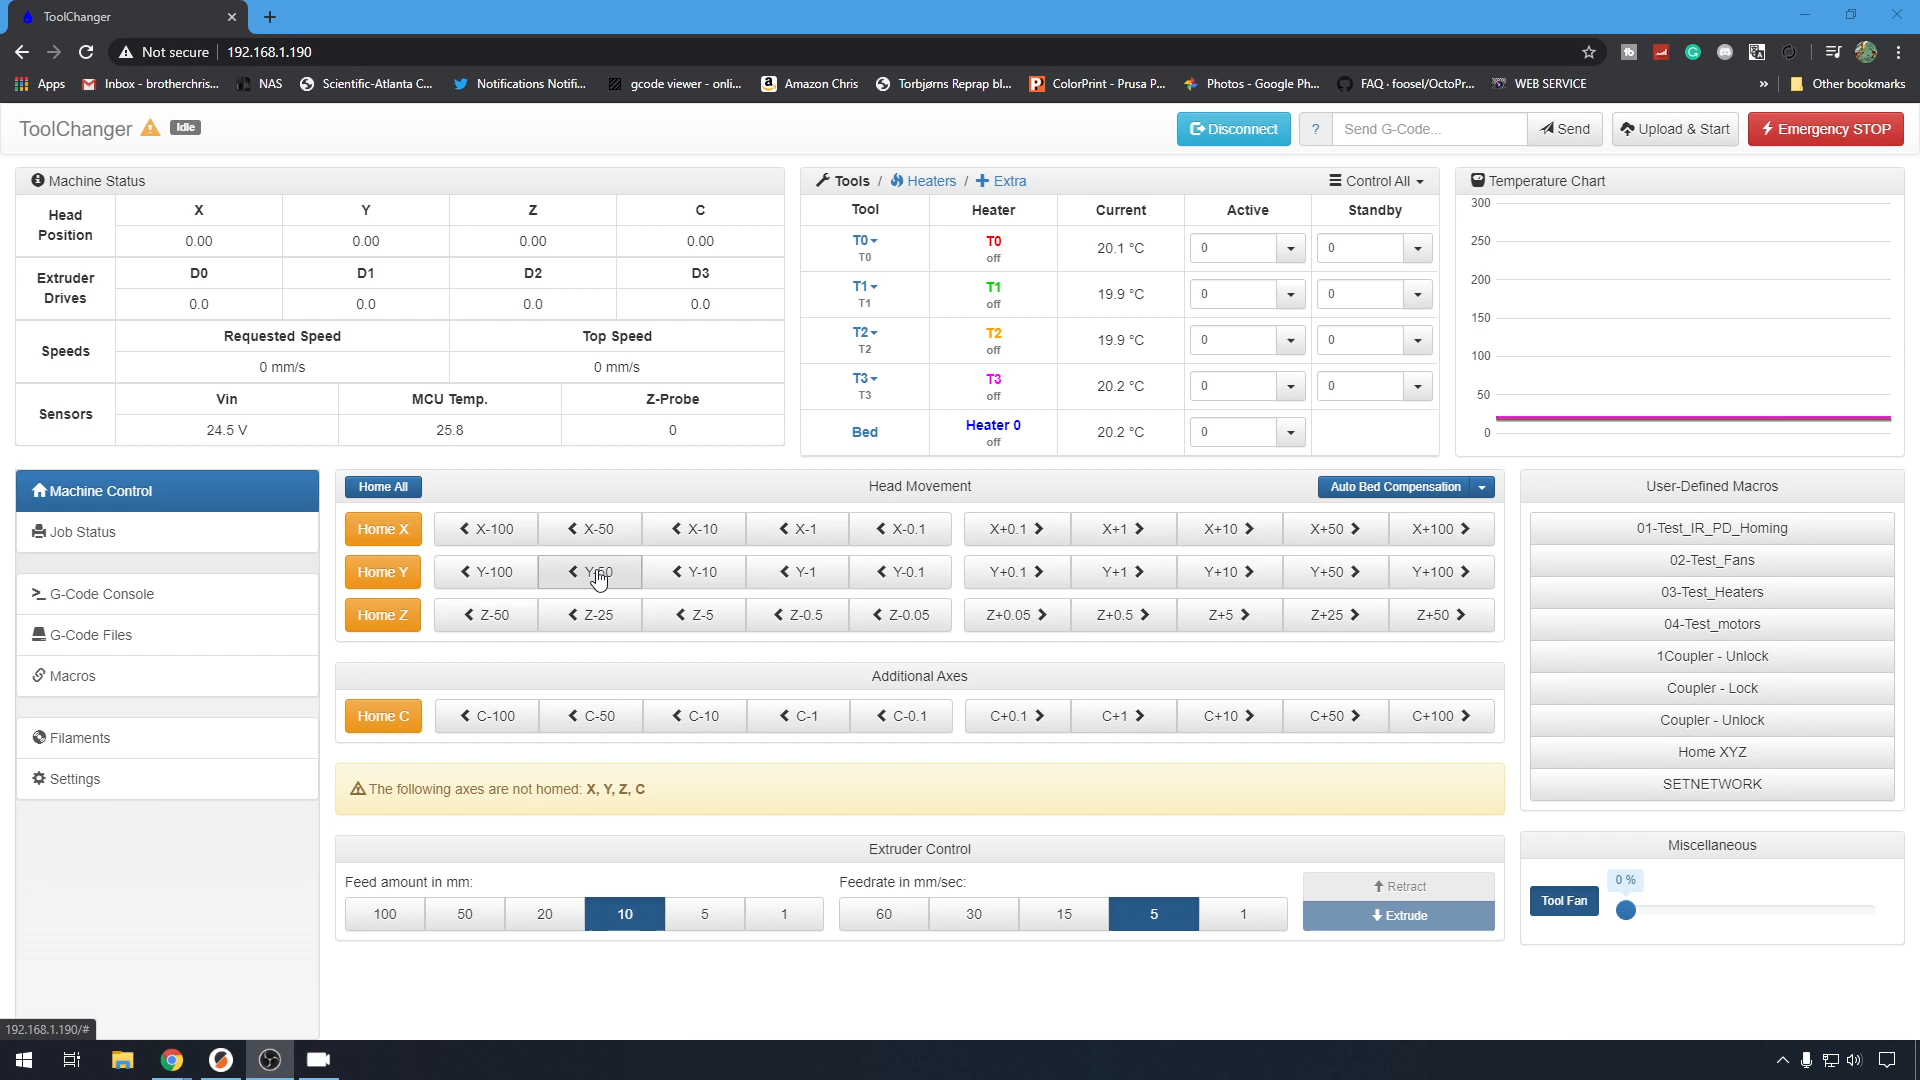 ToolChanger
Not secure 192.168.1.190
Apps Inbox - brotherchris... NAS Scientific-Atlanta C... Notifications Notifi... gcode viewer - onli... Amazon Chris Torbjørns Reprap bl... ColorPrint - Prusa P... Photos - Google Ph... FAQ · foosel/OctoPr... WEB SERVICE » Other bookmarks
ToolChanger Idle Disconnect ? Send G-Code... Send Upload & Start Emergency STOP
Machine Status
Head Position X Y Z C
0.00 0.00 0.00 0.00
Extruder Drives D0 D1 D2 D3
0.0 0.0 0.0 0.0
Speeds Requested Speed Top Speed
0 mm/s 0 mm/s
Sensors Vin MCU Temp. Z-Probe
24.5 V 25.8 0
Tools / Heaters / Extra Control All
Tool Heater Current Active Standby
T0 T0 20.1 °C 0 0
T0 off
T1 T1 19.9 °C 0 0
T1 off
T2 T2 19.9 °C 0 0
T2 off
T3 T3 20.2 °C 0 0
T3 off
Bed Heater 0 20.2 °C 0
off
Temperature Chart
300
250
200
150
100
50
0
Machine Control
Job Status
G-Code Console
G-Code Files
Macros
Filaments
Settings
Home All Head Movement Auto Bed Compensation
Home X X-100 X-50 X-10 X-1 X-0.1 X+0.1 X+1 X+10 X+50 X+100
Home Y Y-100 Y-50 Y-10 Y-1 Y-0.1 Y+0.1 Y+1 Y+10 Y+50 Y+100
Home Z Z-50 Z-25 Z-5 Z-0.5 Z-0.05 Z+0.05 Z+0.5 Z+5 Z+25 Z+50
Additional Axes
Home C C-100 C-50 C-10 C-1 C-0.1 C+0.1 C+1 C+10 C+50 C+100
The following axes are not homed: X, Y, Z, C
Extruder Control
Feed amount in mm: Feedrate in mm/sec:
100 50 20 10 5 1 60 30 15 5 1
Retract
Extrude
User-Defined Macros
01-Test_IR_PD_Homing
02-Test_Fans
03-Test_Heaters
04-Test_motors
1Coupler - Unlock
Coupler - Lock
Coupler - Unlock
Home XYZ
SETNETWORK
Miscellaneous
Tool Fan 0 %
192.168.1.190/#